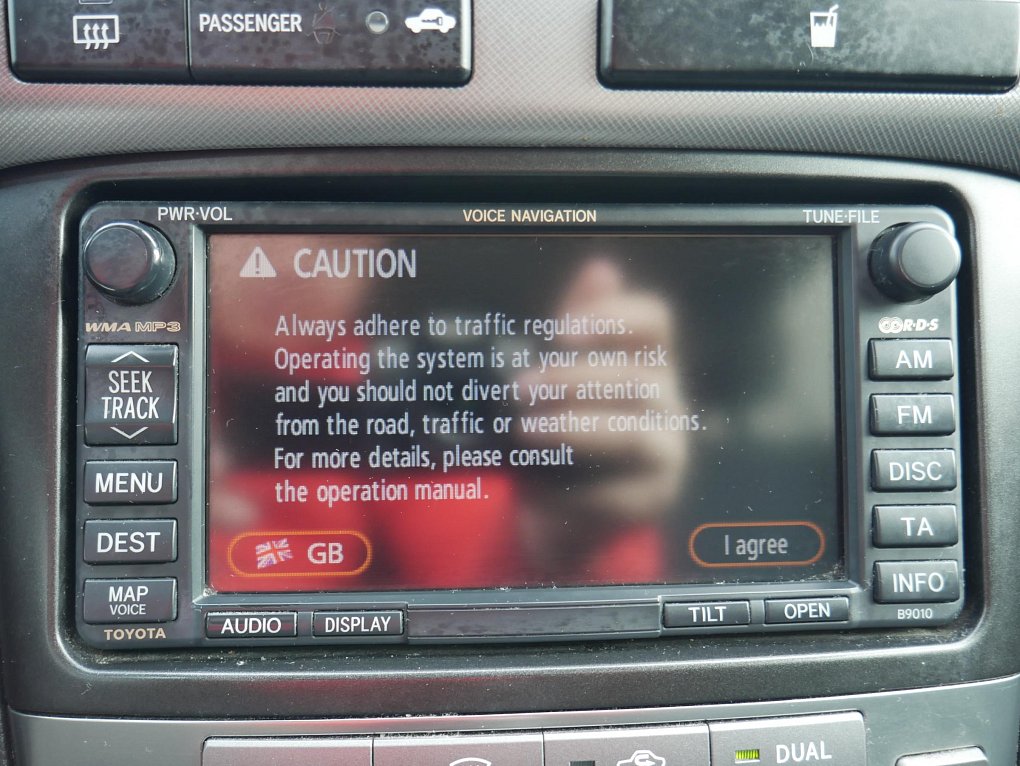 PASSENGER
PWR·VOL
VOICE NAVIGATION
TUNE·FILE
CAUTION
WMA MP3
R·D·S
Always adhere to traffic regulations.
Operating the system is at your own risk
and you should not divert your attention
from the road, traffic or weather conditions.
For more details, please consult
the operation manual.
SEEK
TRACK
AM
FM
MENU
DISC
DEST
TA
GB
I agree
MAP
VOICE
INFO
TOYOTA
AUDIO
DISPLAY
TILT
OPEN
B9010
DUAL